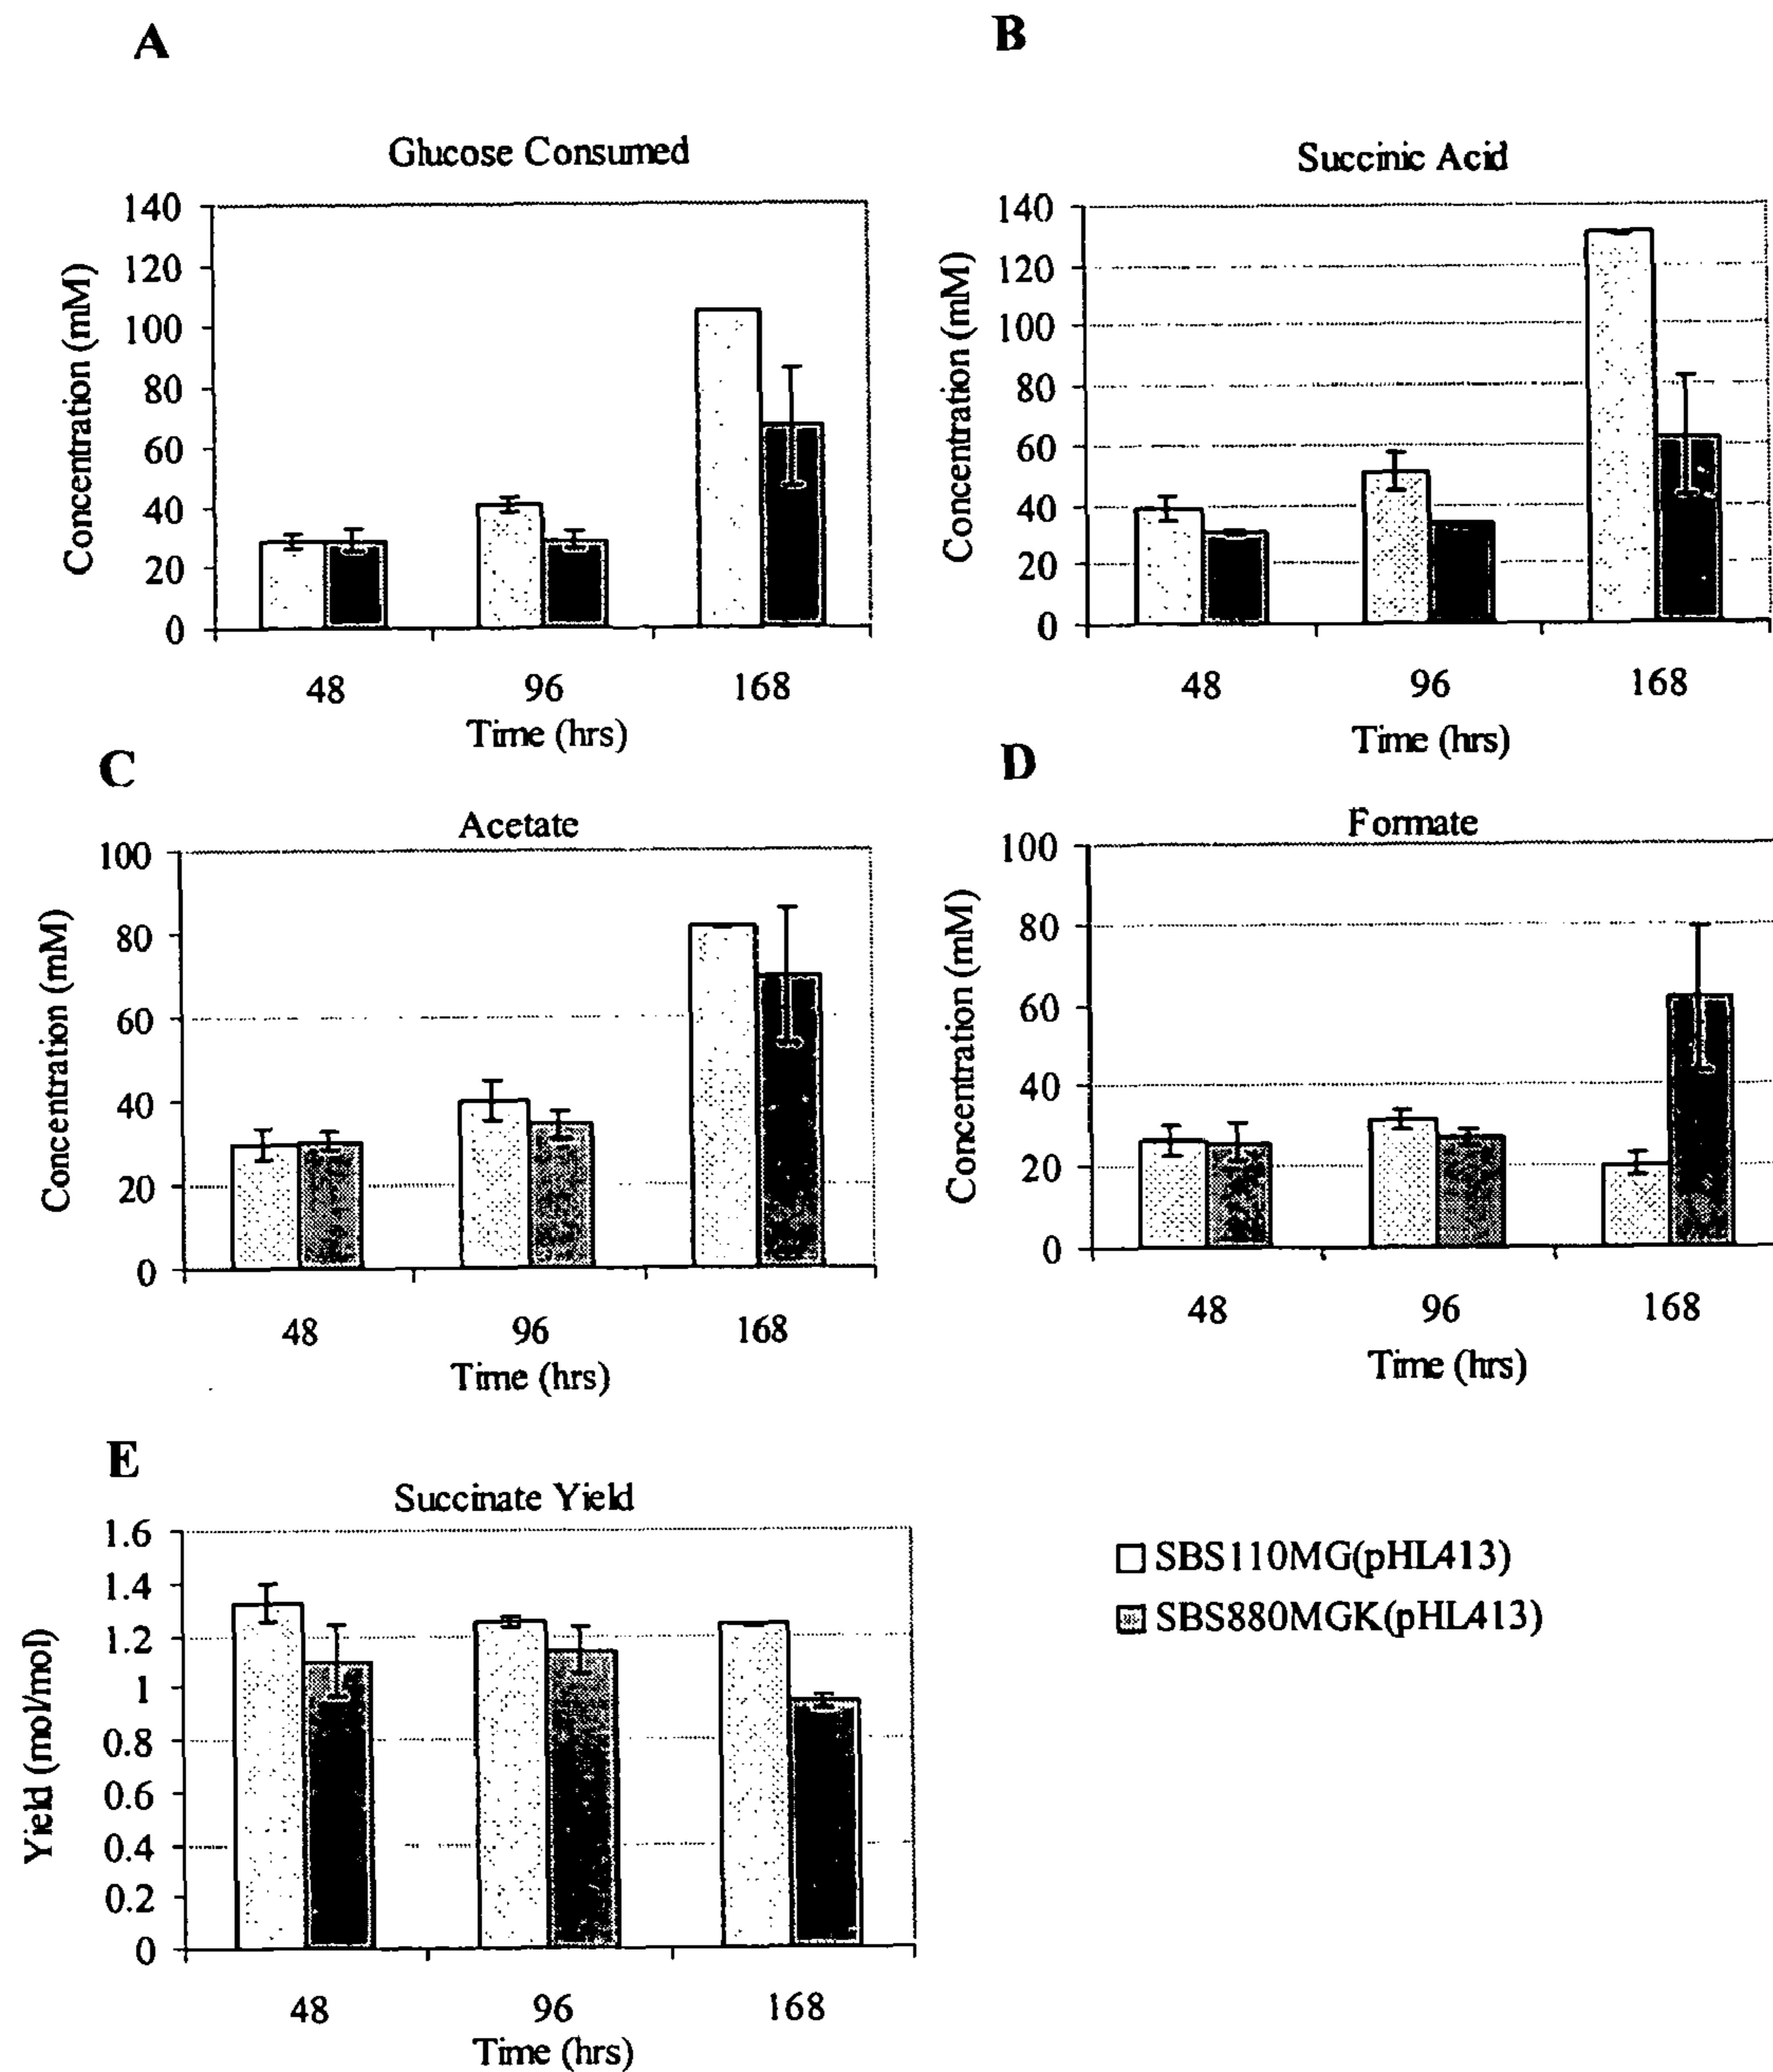 A
Glucose Consumed
Concentration (mM)
140
120
100
80
60
40
20
0
48 96 168
Time (hrs)
B
Succinic Acid
Concentration (mM)
140
120
100
80
60
40
20
0
48 96 168
Time (hrs)
C
Acetate
Concentration (mM)
100
80
60
40
20
0
48 96 168
Time (hrs)
D
Formate
Concentration (mM)
100
80
60
40
20
0
48 96 168
Time (hrs)
E
Succinate Yield
Yield (mol/mol)
1.6
1.4
1.2
1
0.8
0.6
0.4
0.2
0
48 96 168
Time (hrs)
SBS110MG(pHL413)
SBS880MGK(pHL413)